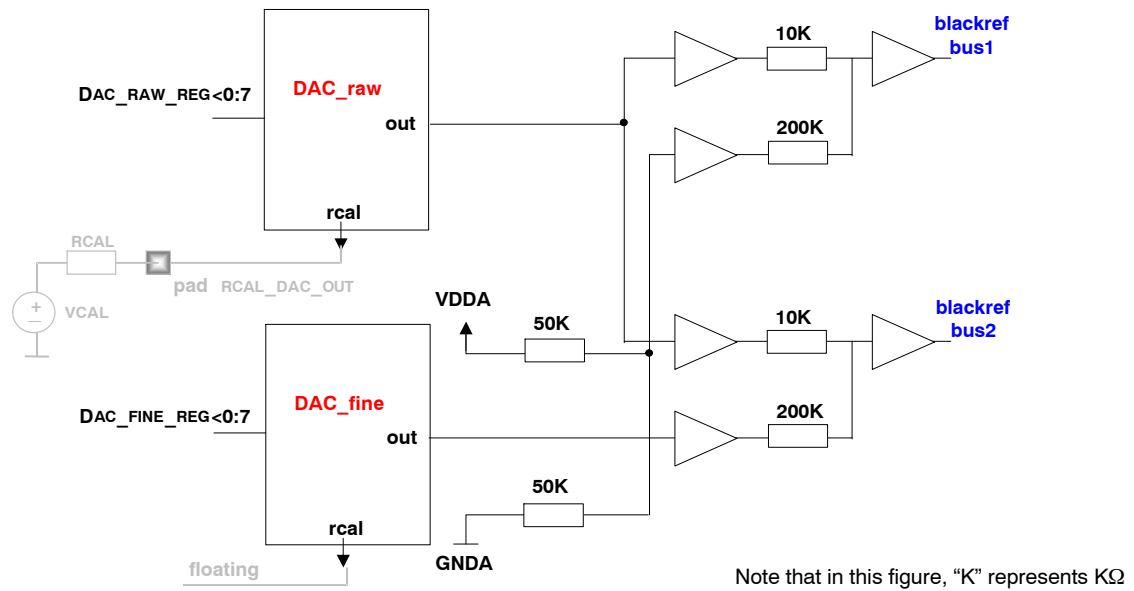 blackref
bus1
10K
DAC_raw
DAC_RAW_REG<0:7
out
200K
rcal
RCAL
pad RCAL_DAC_OUT
VCAL
+
–
VDDA
50K
10K
blackref
bus2
DAC_fine
DAC_FINE_REG<0:7
out
200K
50K
rcal
GNDA
floating
Note that in this figure, “K” represents KΩ